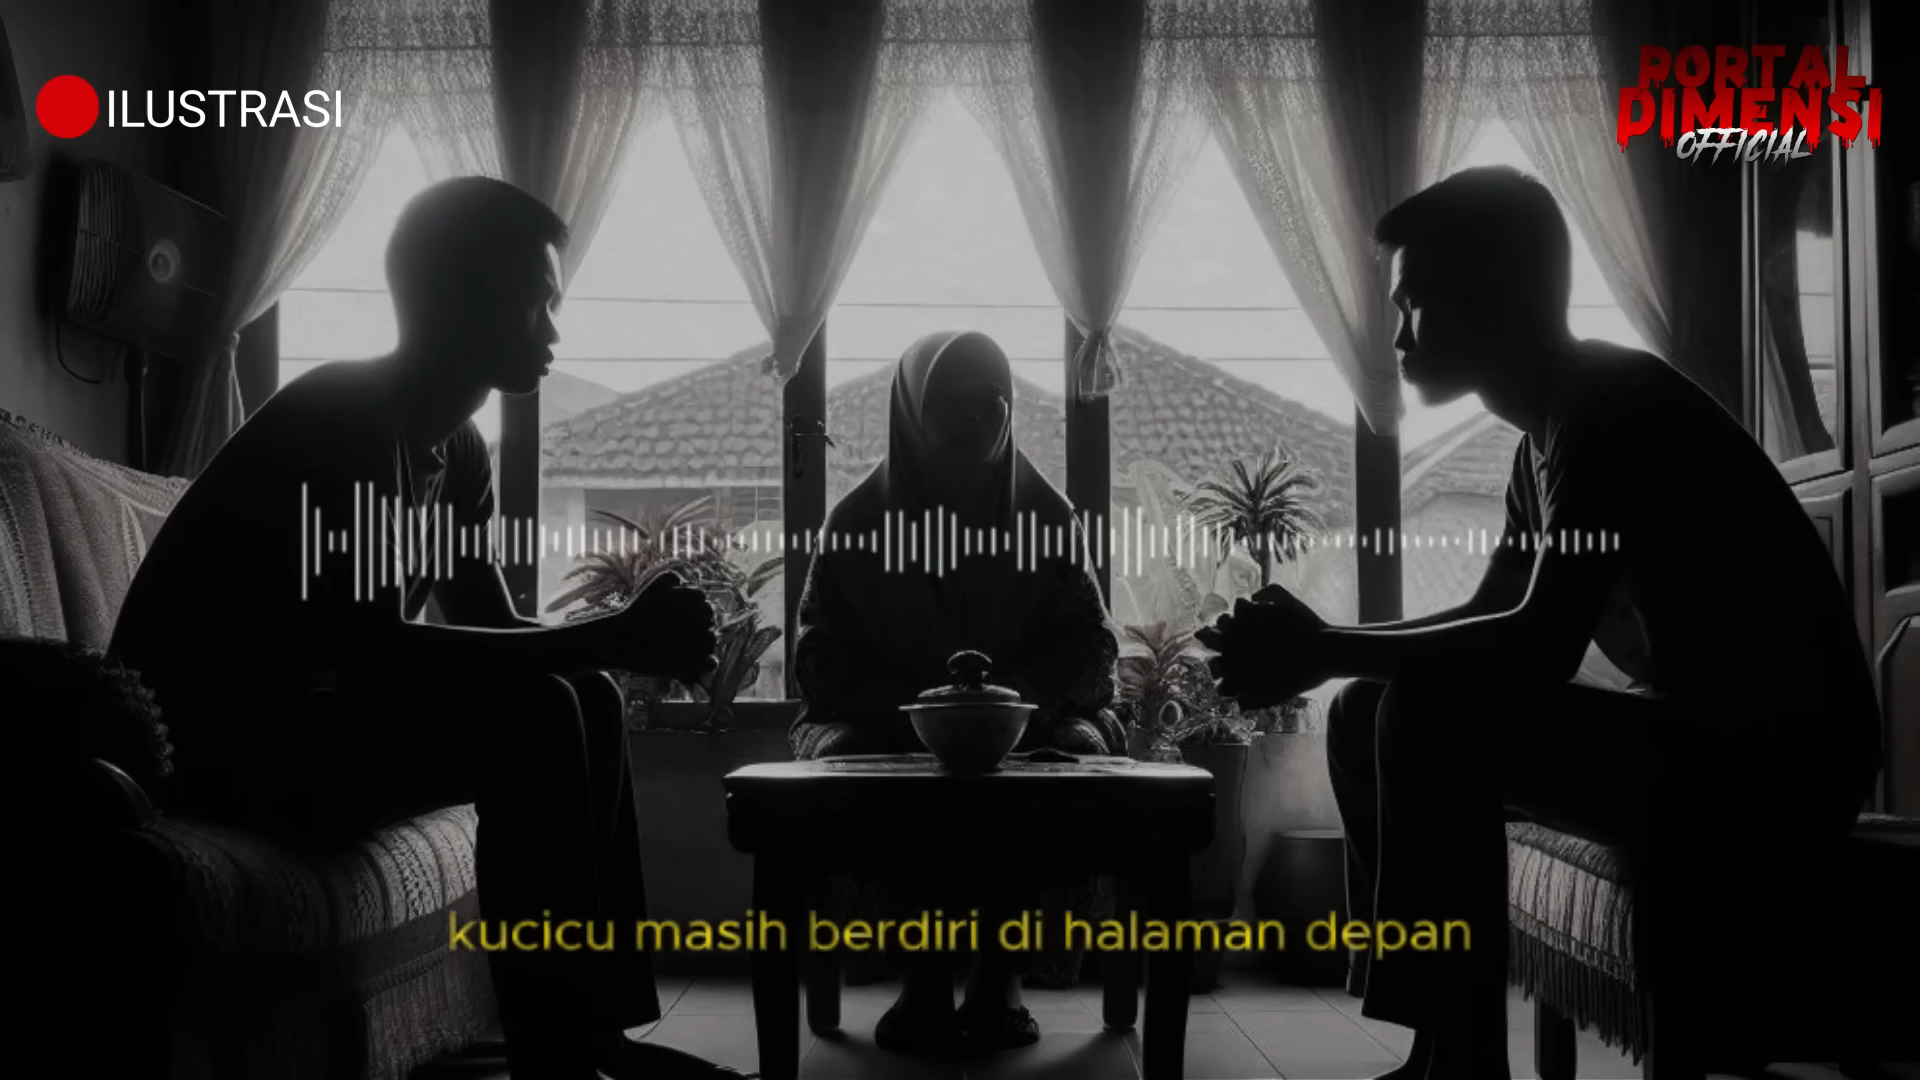 ILUSTRASI
PORTAL
DIMENSI
OFFICIAL
kucicu masih berdiri di halaman depan